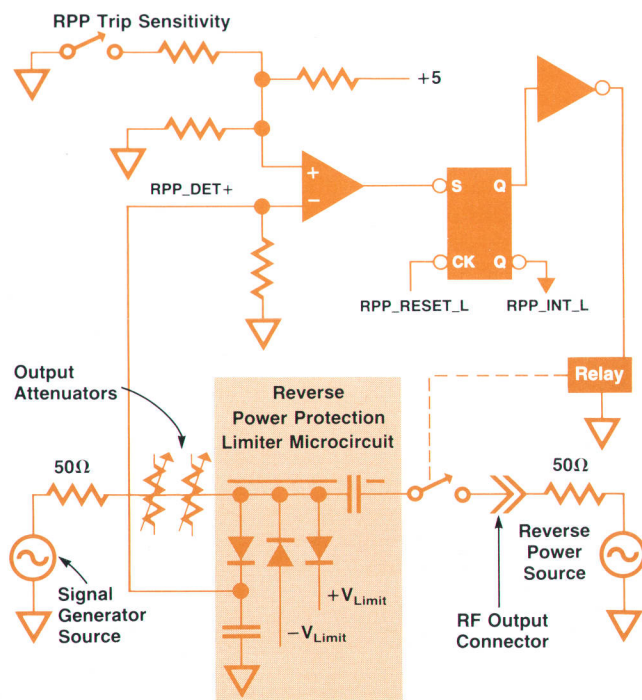 RPP Trip Sensitivity
+5
RPP_DET+
+
−
S
Q
CK
Q
RPP_RESET_L
RPP_INT_L
Relay
Output
Attenuators
Reverse
Power Protection
Limiter Microcircuit
50Ω
50Ω
Signal
Generator
Source
+V_Limit
−V_Limit
Reverse
Power
Source
RF Output
Connector